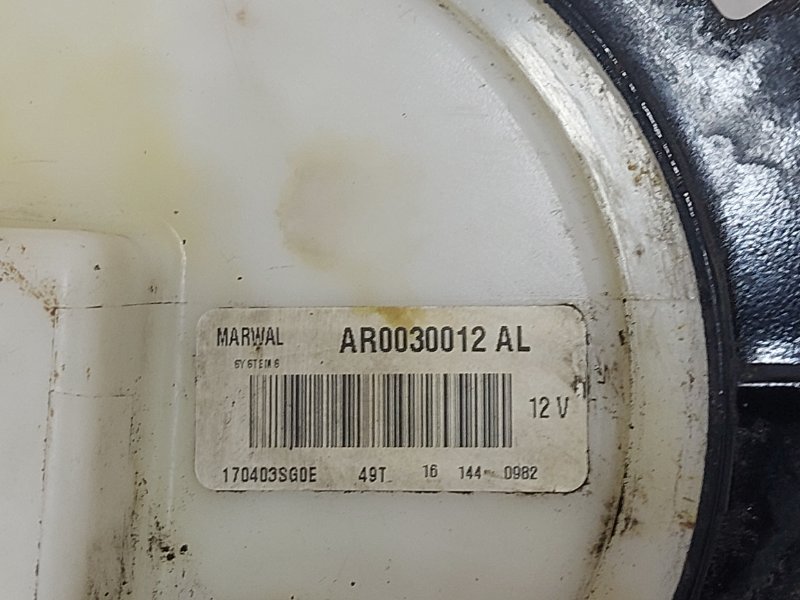 MARWAL AR0030012 AL
SYSTEMS
12 V
170403SG0E 49T 16 144 0982